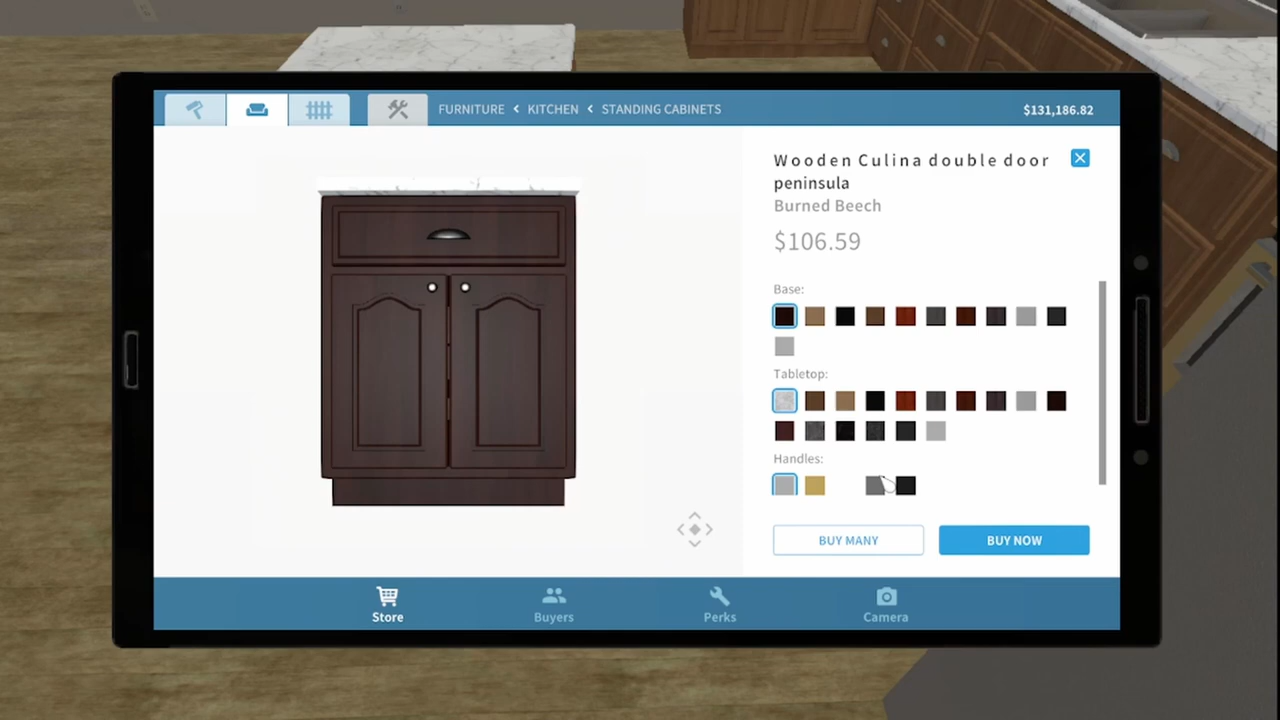 FURNITURE < KITCHEN < STANDING CABINETS
$131,186.82
Wooden Culina double door
peninsula
Burned Beech
$106.59
Base:
Tabletop:
Handles:
BUY MANY
BUY NOW
Store
Buyers
Perks
Camera